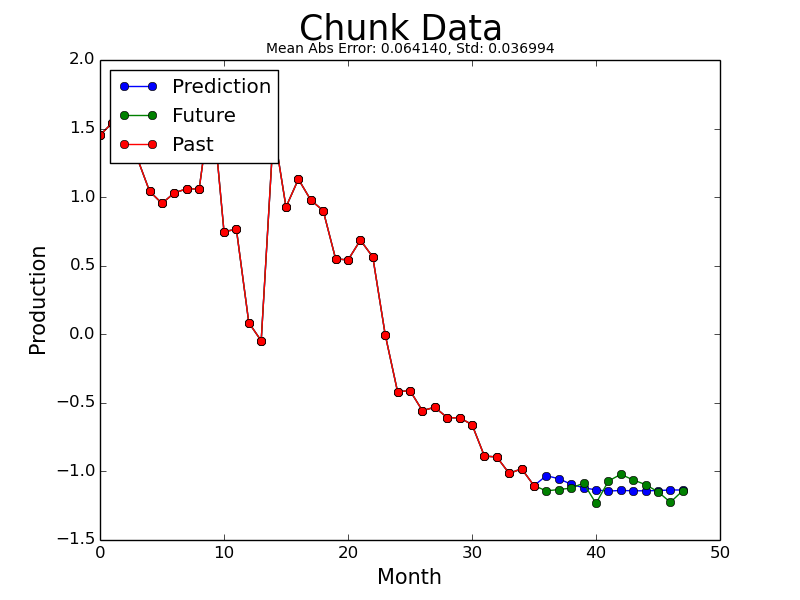 Chunk Data
Mean Abs Error: 0.064140, Std: 0.036994
Prediction
Future
Past
2.0
1.5
1.0
0.5
0.0
−0.5
−1.0
−1.5
Production
0 10 20 30 40 50
Month